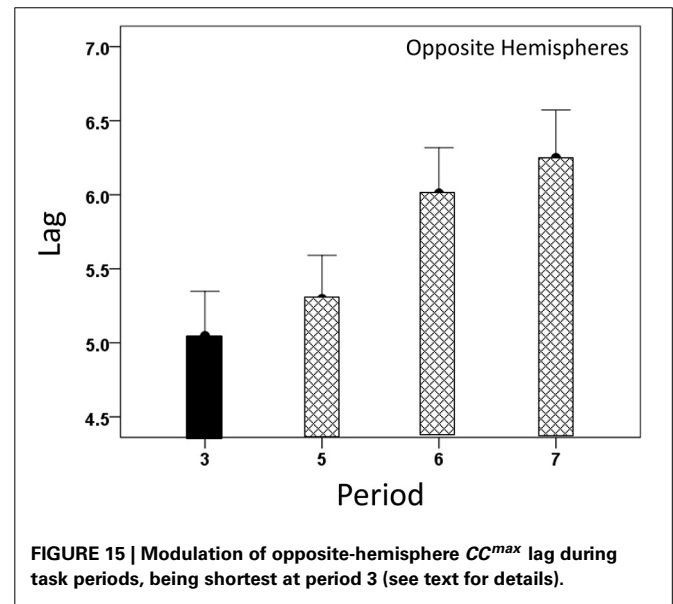 Opposite Hemispheres
7.0
6.5
6.0
5.5
5.0
4.5
Lag
3 5 6 7
Period
FIGURE 15 | Modulation of opposite-hemisphere CC^max lag during
task periods, being shortest at period 3 (see text for details).